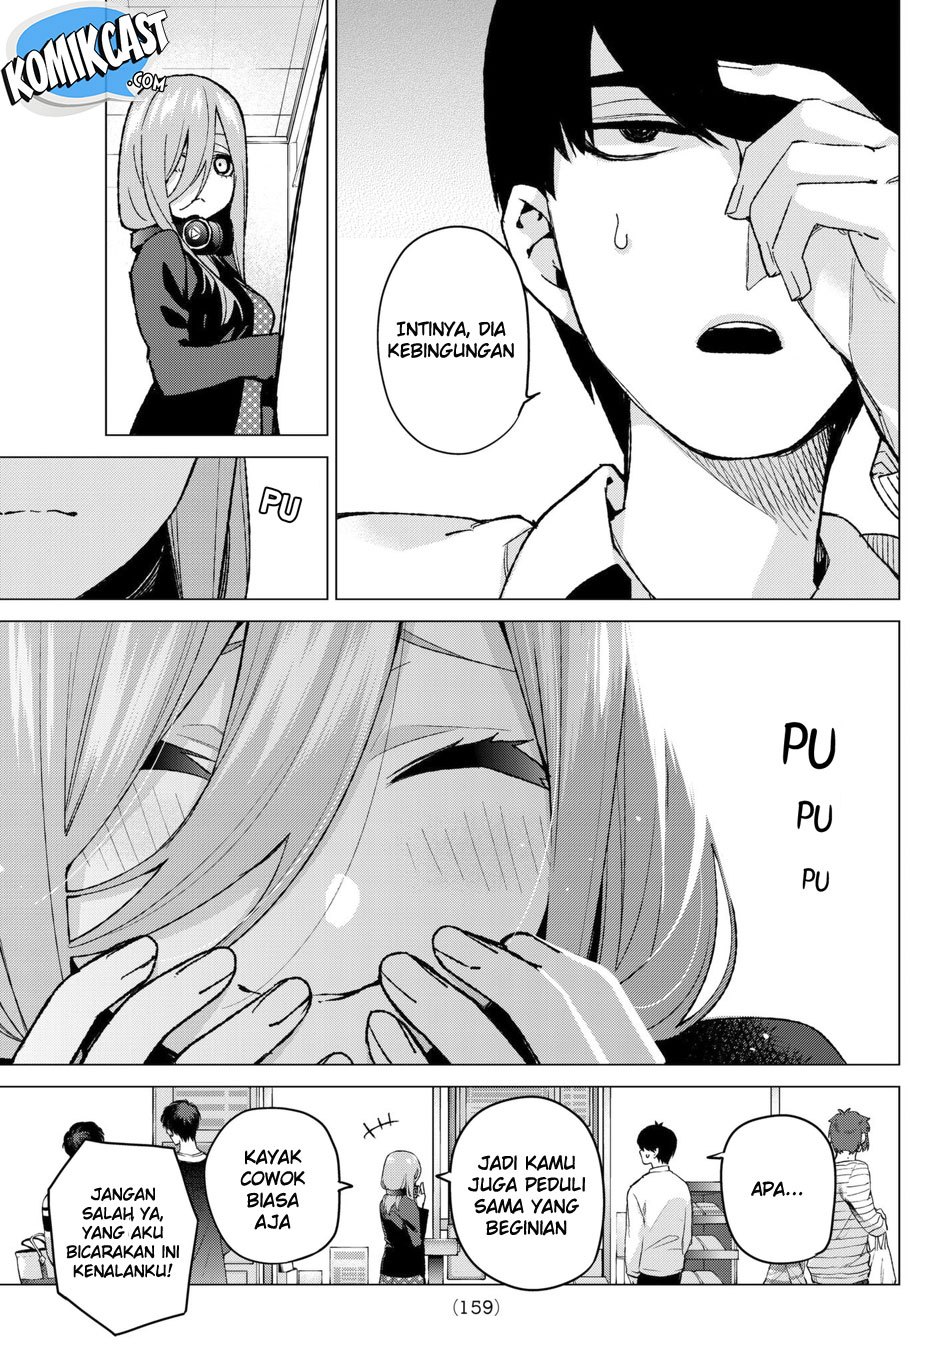 KOMIKCAST
.COM
INTINYA, DIA
KEBINGUNGAN
PU
PU
PU
PU
APA...
JADI KAMU
JUGA PEDULI
SAMA YANG
BEGINIAN
KAYAK
COWOK
BIASA
AJA
JANGAN
SALAH YA,
YANG AKU
BICARAKAN INI
KENALANKU!
(159)